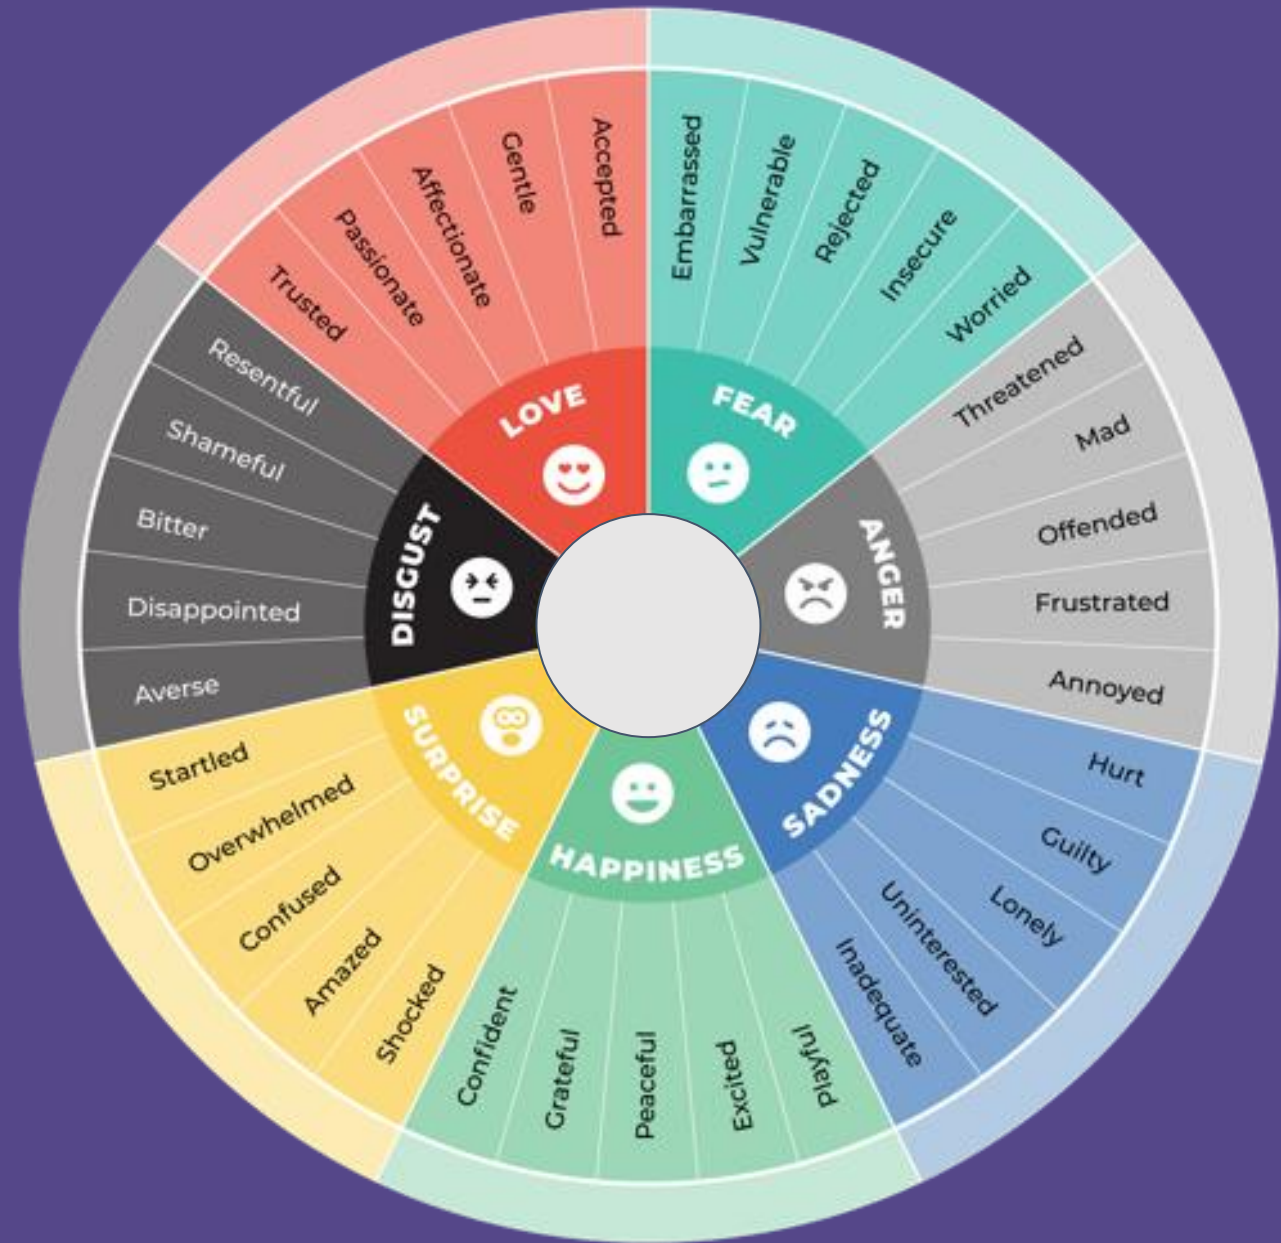 FEAR
Embarrassed
Vulnerable
Rejected
Insecure
Worried
ANGER
Threatened
Mad
Offended
Frustrated
Annoyed
SADNESS
Hurt
Guilty
Lonely
Uninterested
Inadequate
HAPPINESS
Playful
Excited
Peaceful
Grateful
Confident
SURPRISE
Shocked
Amazed
Confused
Overwhelmed
Startled
DISGUST
Averse
Disappointed
Bitter
Shameful
Resentful
LOVE
Trusted
Passionate
Affectionate
Gentle
Accepted